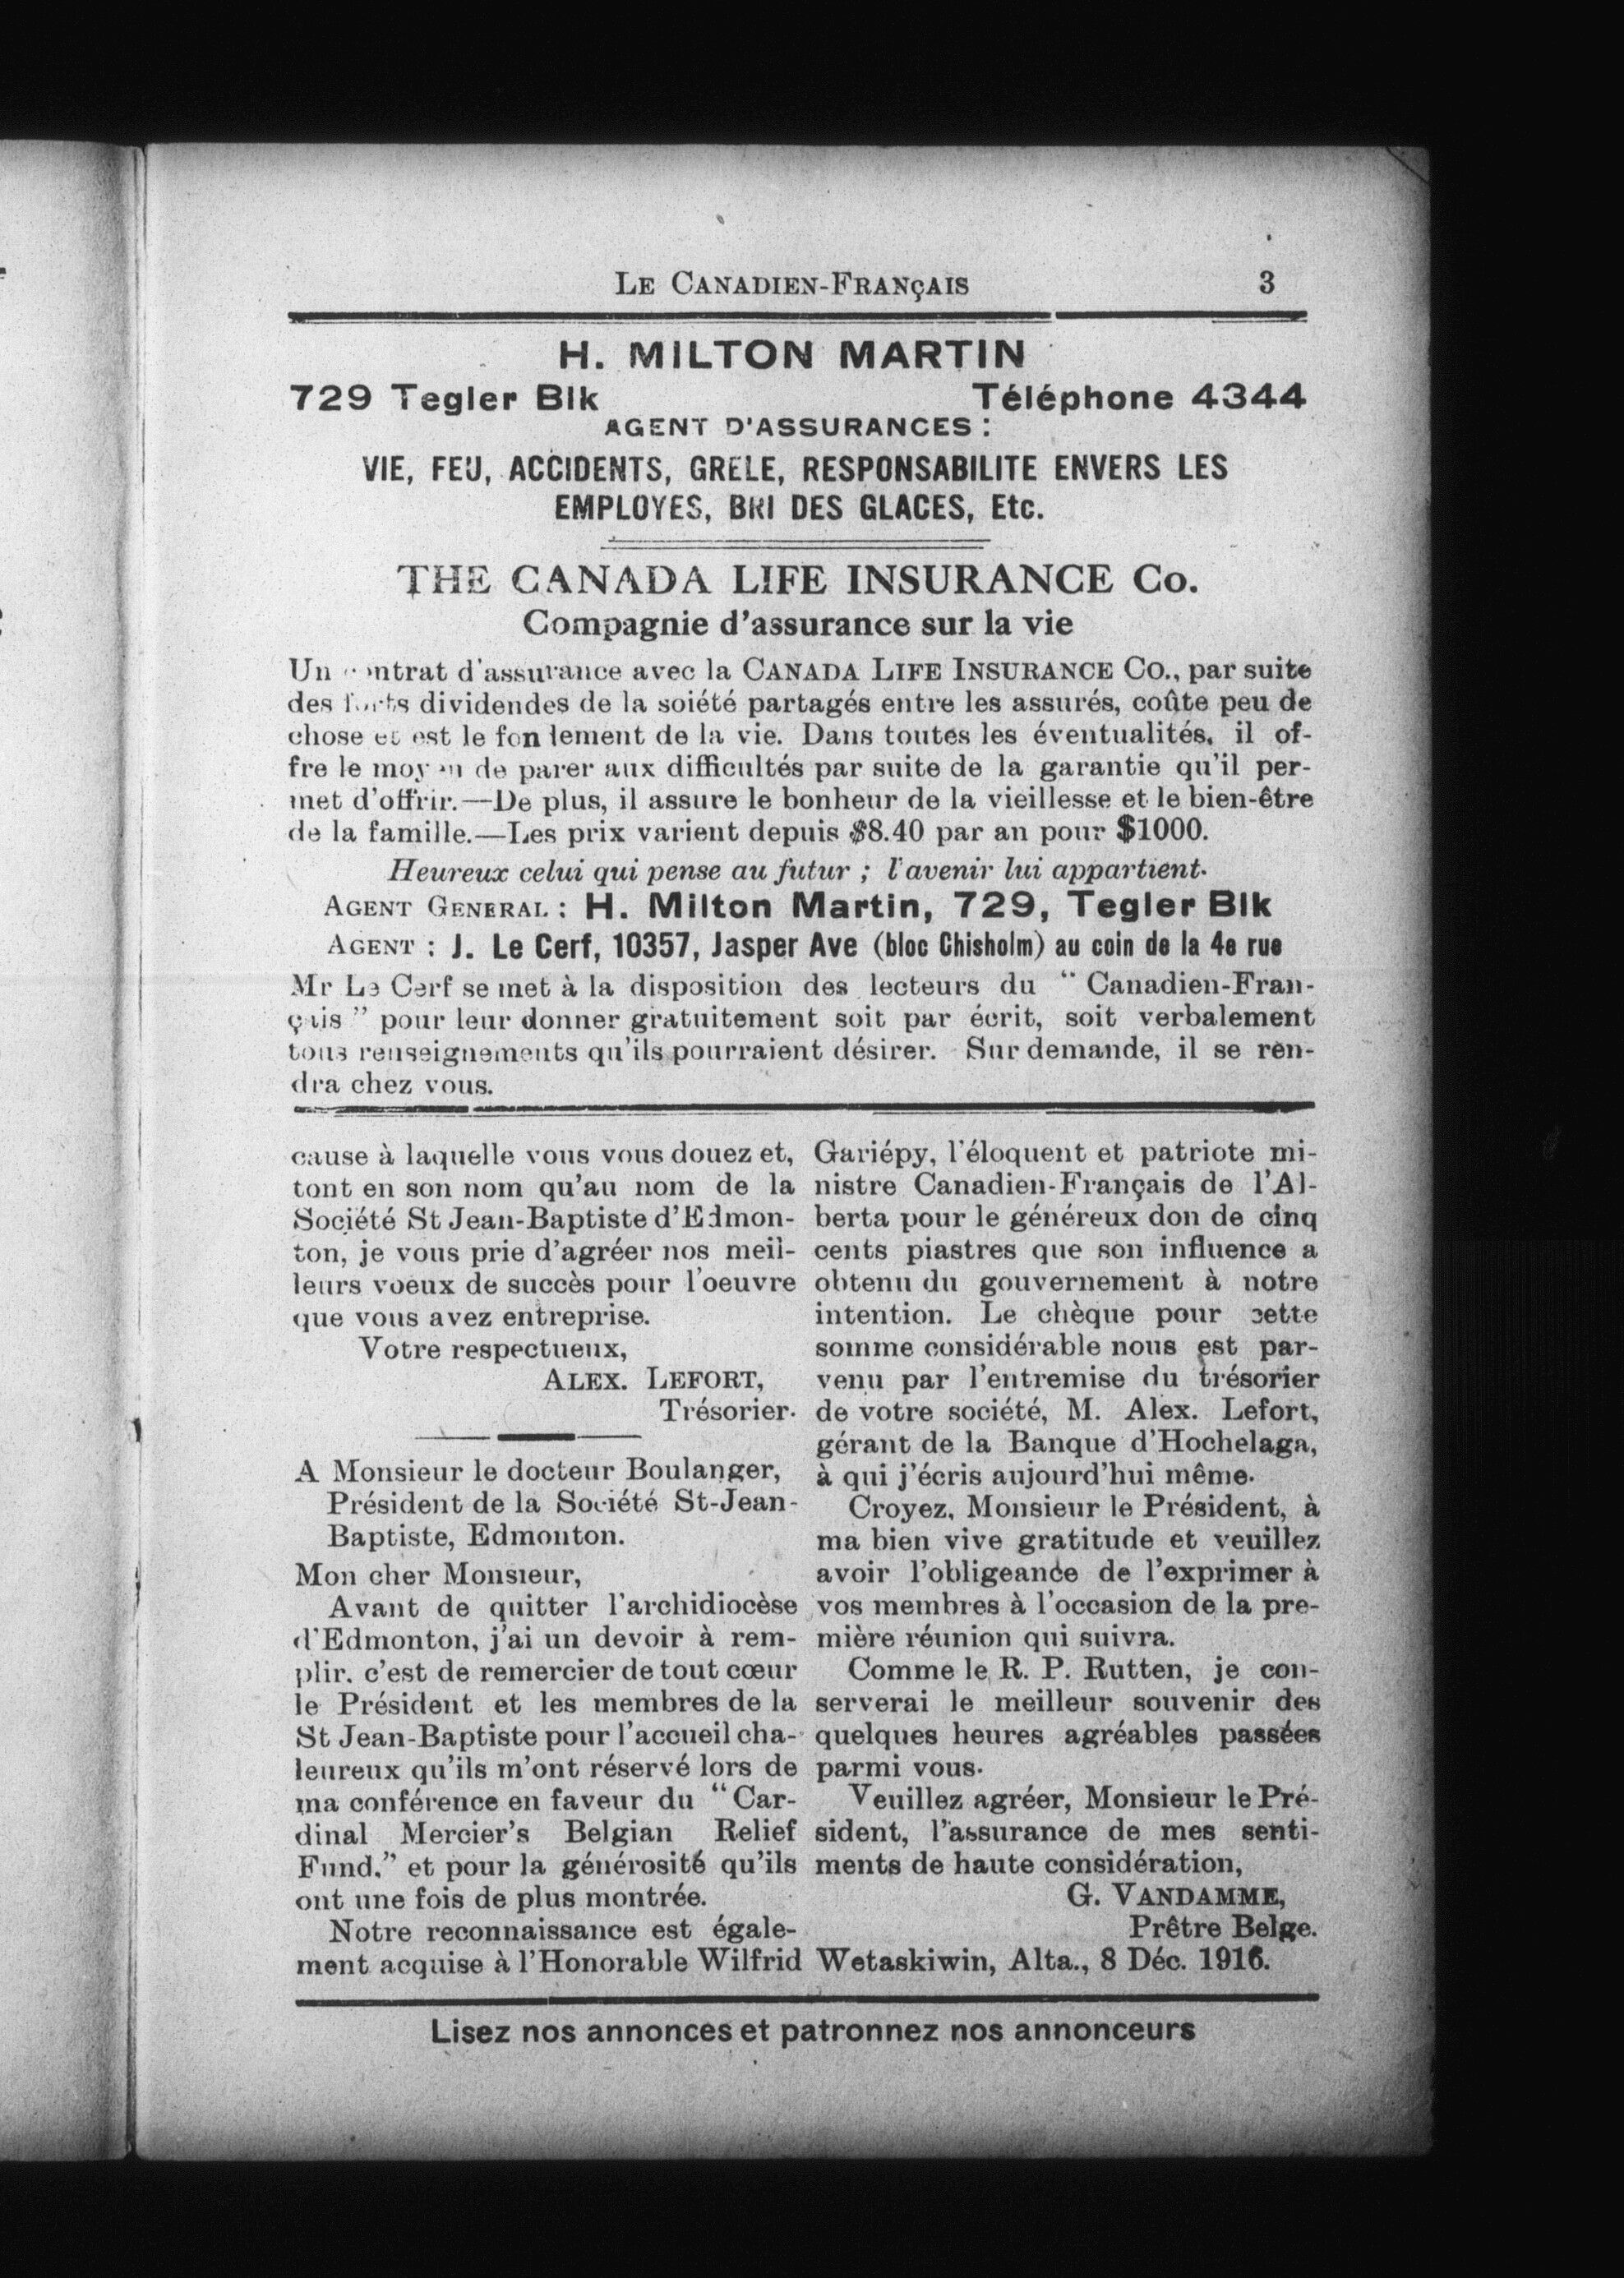 LE CANADIEN-FRANÇAIS 3
H. MILTON MARTIN
729 Tegler Blk Téléphone 4344
AGENT D'ASSURANCES :
VIE, FEU, ACCIDENTS, GRELE, RESPONSABILITE ENVERS LES
EMPLOYES, BRI DES GLACES, Etc.
THE CANADA LIFE INSURANCE Co.
Compagnie d'assurance sur la vie
Un contrat d'assurance avec la CANADA LIFE INSURANCE CO., par suite
des forts dividendes de la soiété partagés entre les assurés, coûte peu de
chose et est le fondement de la vie. Dans toutes les éventualités, il of-
fre le moyen de parer aux difficultés par suite de la garantie qu'il per-
met d'offrir.—De plus, il assure le bonheur de la vieillesse et le bien-être
de la famille.—Les prix varient depuis $8.40 par an pour $1000.
Heureux celui qui pense au futur ; l'avenir lui appartient.
AGENT GENERAL : H. Milton Martin, 729, Tegler Blk
AGENT : J. Le Cerf, 10357, Jasper Ave (bloc Chisholm) au coin de la 4e rue
Mr Le Cerf se met à la disposition des lecteurs du “ Canadien-Fran-
çais ” pour leur donner gratuitement soit par écrit, soit verbalement
tous renseignements qu'ils pourraient désirer. Sur demande, il se ren-
dra chez vous.
cause à laquelle vous vous douez et,
tont en son nom qu'au nom de la
Société St Jean-Baptiste d'Edmon-
ton, je vous prie d'agréer nos meil-
leurs voeux de succès pour l'oeuvre
que vous avez entreprise.
Votre respectueux,
ALEX. LEFORT,
Trésorier.
A Monsieur le docteur Boulanger,
Président de la Société St-Jean-
Baptiste, Edmonton.
Mon cher Monsieur,
Avant de quitter l'archidiocèse
d'Edmonton, j'ai un devoir à rem-
plir, c'est de remercier de tout cœur
le Président et les membres de la
St Jean-Baptiste pour l'accueil cha-
leureux qu'ils m'ont réservé lors de
ma conférence en faveur du “Car-
dinal Mercier's Belgian Relief
Fund,” et pour la générosité qu'ils
ont une fois de plus montrée.
Notre reconnaissance est égale-
ment acquise à l'Honorable Wilfrid
Gariépy, l'éloquent et patriote mi-
nistre Canadien-Français de l'Al-
berta pour le généreux don de cinq
cents piastres que son influence a
obtenu du gouvernement à notre
intention. Le chèque pour cette
somme considérable nous est par-
venu par l'entremise du trésorier
de votre société, M. Alex. Lefort,
gérant de la Banque d'Hochelaga,
à qui j'écris aujourd'hui même.
Croyez, Monsieur le Président, à
ma bien vive gratitude et veuillez
avoir l'obligeance de l'exprimer à
vos membres à l'occasion de la pre-
mière réunion qui suivra.
Comme le R. P. Rutten, je con-
serverai le meilleur souvenir des
quelques heures agréables passées
parmi vous.
Veuillez agréer, Monsieur le Pré-
sident, l'assurance de mes senti-
ments de haute considération,
G. VANDAMME,
Prêtre Belge.
Wetaskiwin, Alta., 8 Déc. 1916.
Lisez nos annonces et patronnez nos annonceurs